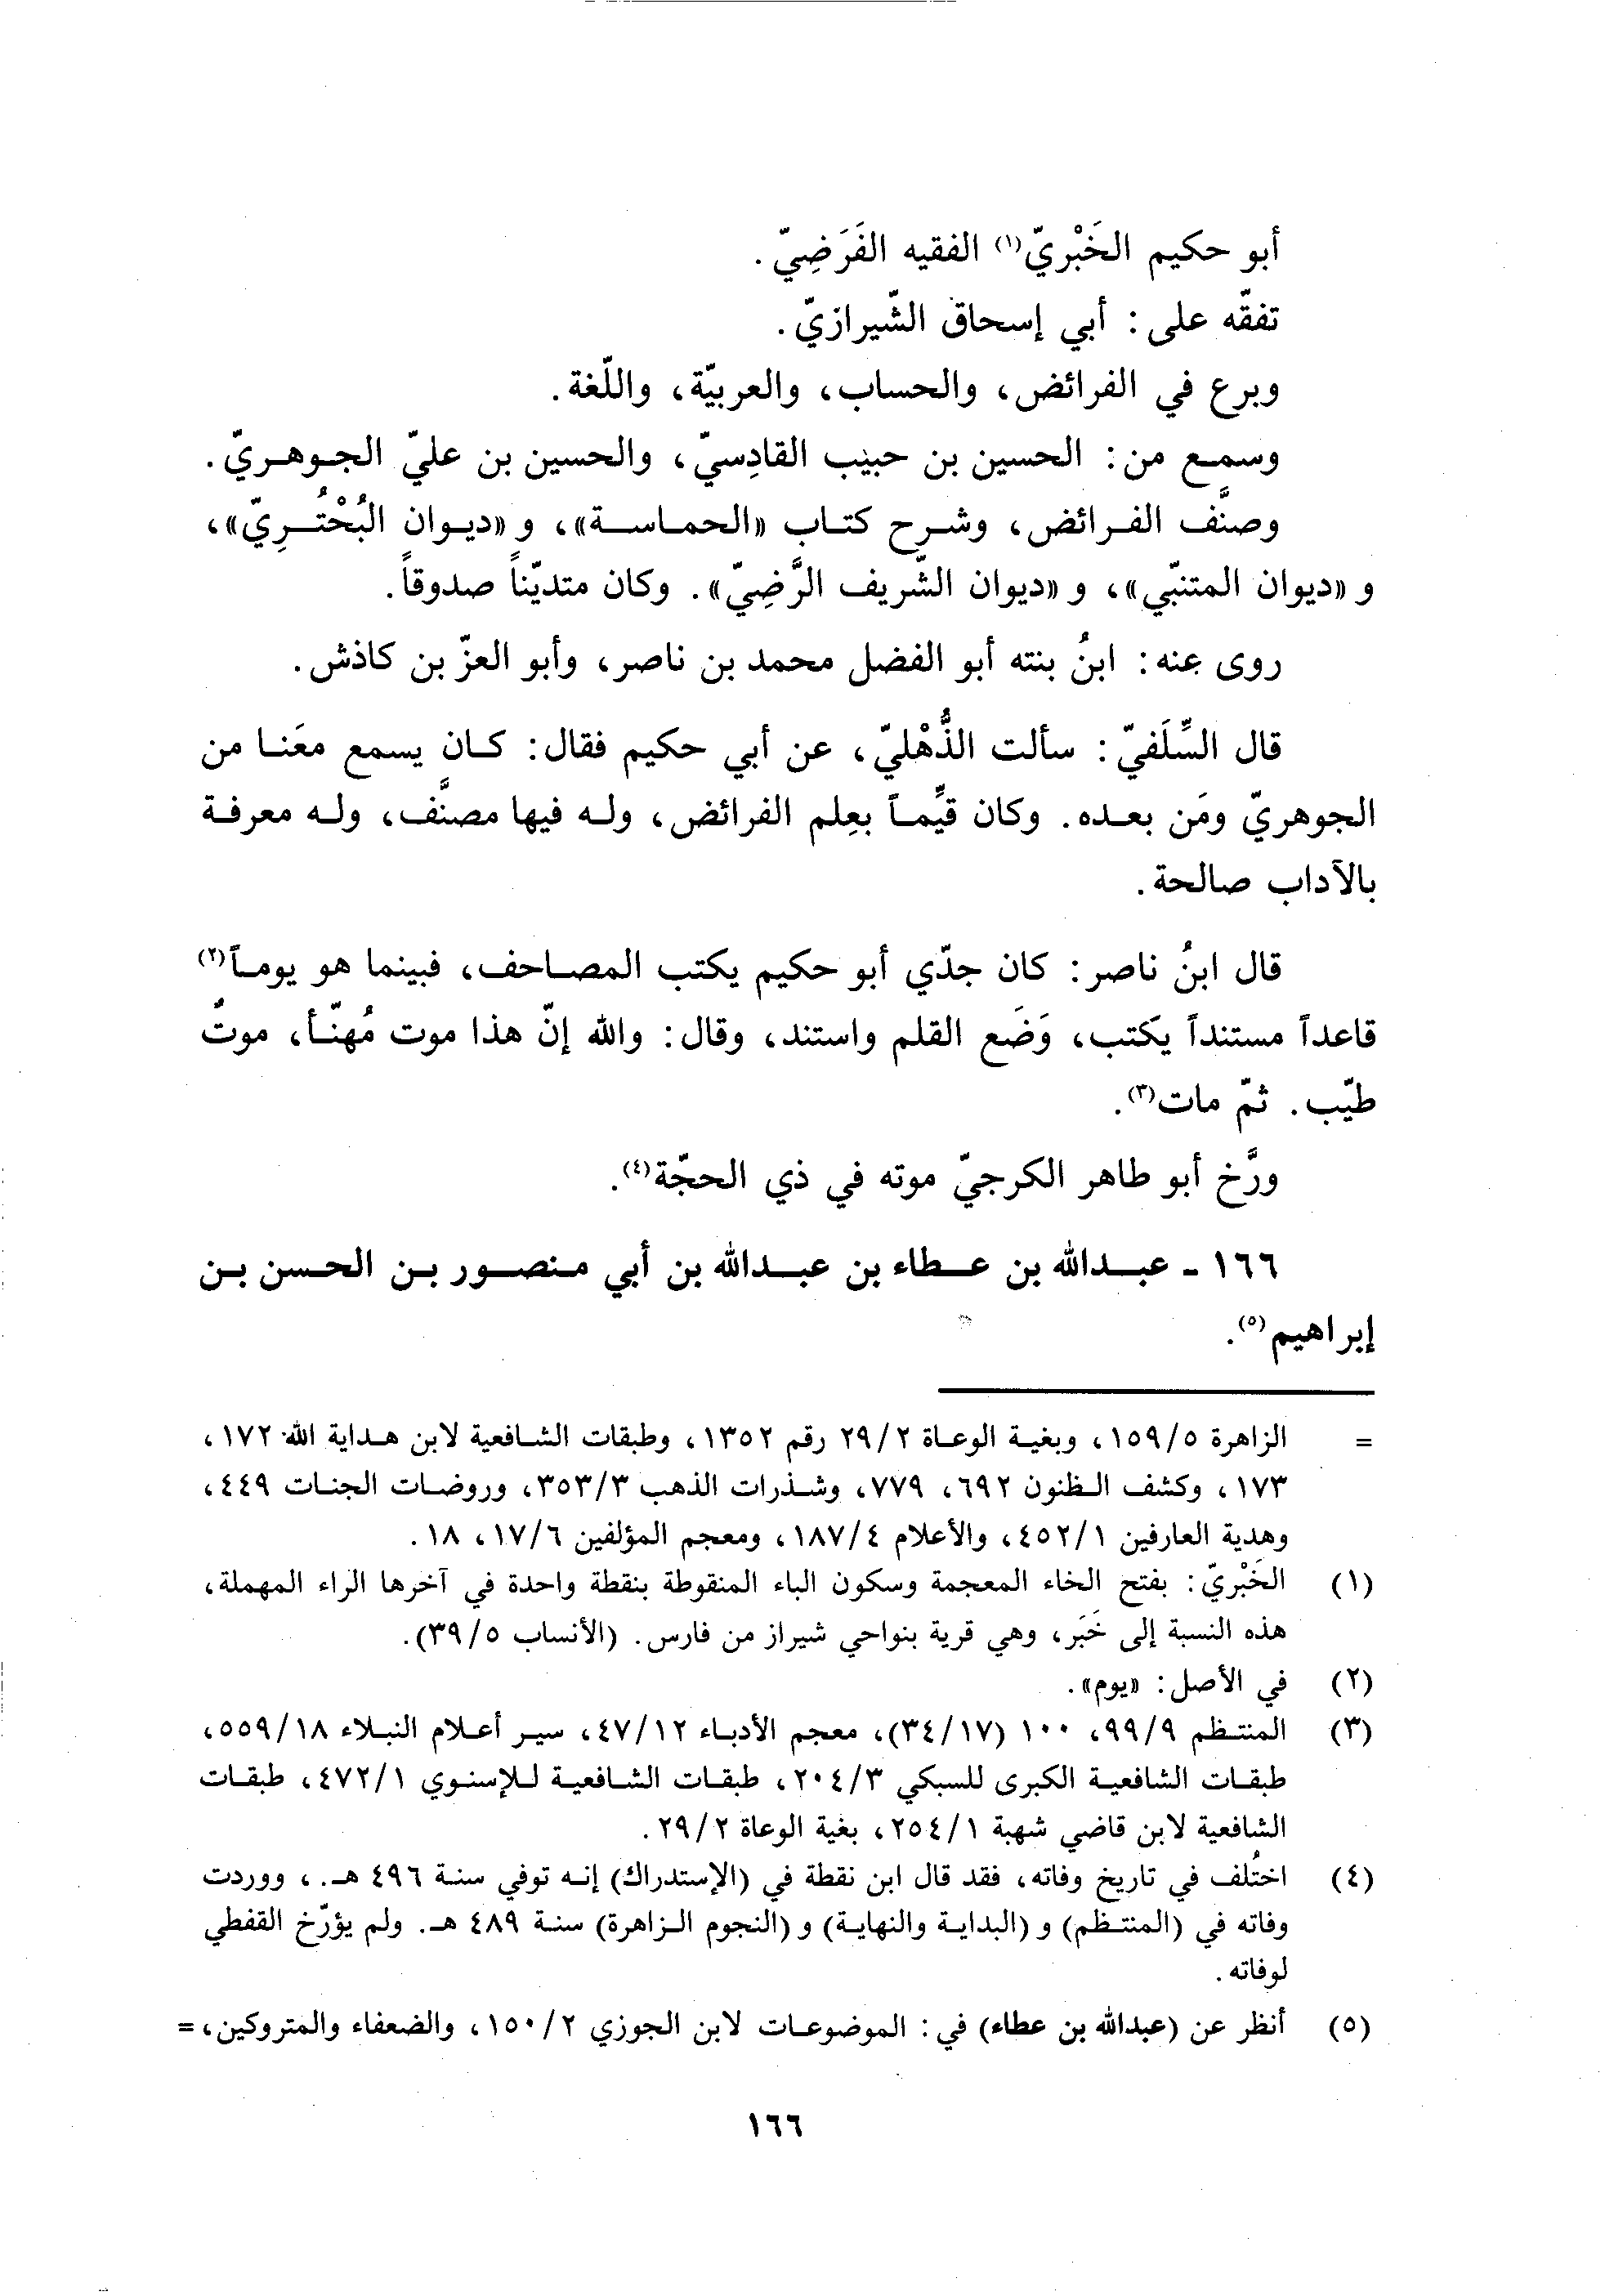 أبو حكيم الخَبْريّ(١) الفقيه الفَرَضِيّ.
تفقّه على: أبي إسحاق الشّيرازيّ.
وبرع في الفرائض، والحساب، والعربيّة، واللّغة.
وسمع من: الحسين بن حبيب القادِسيّ، والحسين بن عليّ الجوهريّ.
وصنَّف الفرائض، وشرح كتاب «الحماسة»، و«ديوان البُحْتُرِيّ»،
و«ديوان المتنبّي»، و«ديوان الشّريف الرَّضِيّ». وكان متديّناً صدوقاً.
روى عنه: ابنُ بنته أبو الفضل محمد بن ناصر، وأبو العزّ بن كاذش.
قال السِّلَفيّ: سألت الذُّهْليّ، عن أبي حكيم فقال: كان يسمع معَنا من
الجوهريّ ومَن بعده. وكان قيِّماً بعِلم الفرائض، وله فيها مصنَّف، وله معرفة
بالآداب صالحة.
قال ابنُ ناصر: كان جدّي أبو حكيم يكتب المصاحف، فبينما هو يوماً(٢)
قاعداً مستنداً يكتب، وَضَع القلم واستند، وقال: والله إنّ هذا موت مُهنّأ، موتُ
طيّب. ثمّ مات(٣).
ورَّخ أبو طاهر الكرجيّ موته في ذي الحجّة(٤).
١٦٦ - عبدالله بن عطاء بن عبدالله بن أبي منصور بن الحسن بن
إبراهيم(٥).
= الزاهرة ١٥٩/٥، وبغية الوعاة ٢٩/٢ رقم ١٣٥٢، وطبقات الشافعية لابن هداية الله ١٧٢،
١٧٣، وكشف الظنون ٦٩٢، ٧٧٩، وشذرات الذهب ٣٥٣/٣، وروضات الجنات ٤٤٩،
وهدية العارفين ٤٥٢/١، والأعلام ١٨٧/٤، ومعجم المؤلفين ١٧/٦، ١٨.
(١) الخَبْريّ: بفتح الخاء المعجمة وسكون الباء المنقوطة بنقطة واحدة في آخرها الراء المهملة،
هذه النسبة إلى خَبَر، وهي قرية بنواحي شيراز من فارس. (الأنساب ٣٩/٥).
(٢) في الأصل: «يوم».
(٣) المنتظم ٩٩/٩، ١٠٠ (٣٤/١٧)، معجم الأدباء ٤٧/١٢، سير أعلام النبلاء ٥٥٩/١٨،
طبقات الشافعية الكبرى للسبكي ٢٠٤/٣، طبقات الشافعية للإسنوي ٤٧٢/١، طبقات
الشافعية لابن قاضي شهبة ٢٥٤/١، بغية الوعاة ٢٩/٢.
(٤) اختُلف في تاريخ وفاته، فقد قال ابن نقطة في (الإستدراك) إنه توفي سنة ٤٩٦ هـ.، ووردت
وفاته في (المنتظم) و(البداية والنهاية) و(النجوم الزاهرة) سنة ٤٨٩ هـ. ولم يؤرّخ القفطي
لوفاته.
(٥) أنظر عن (عبدالله بن عطاء) في: الموضوعات لابن الجوزي ١٥٠/٢، والضعفاء والمتروكين، =
١٦٦